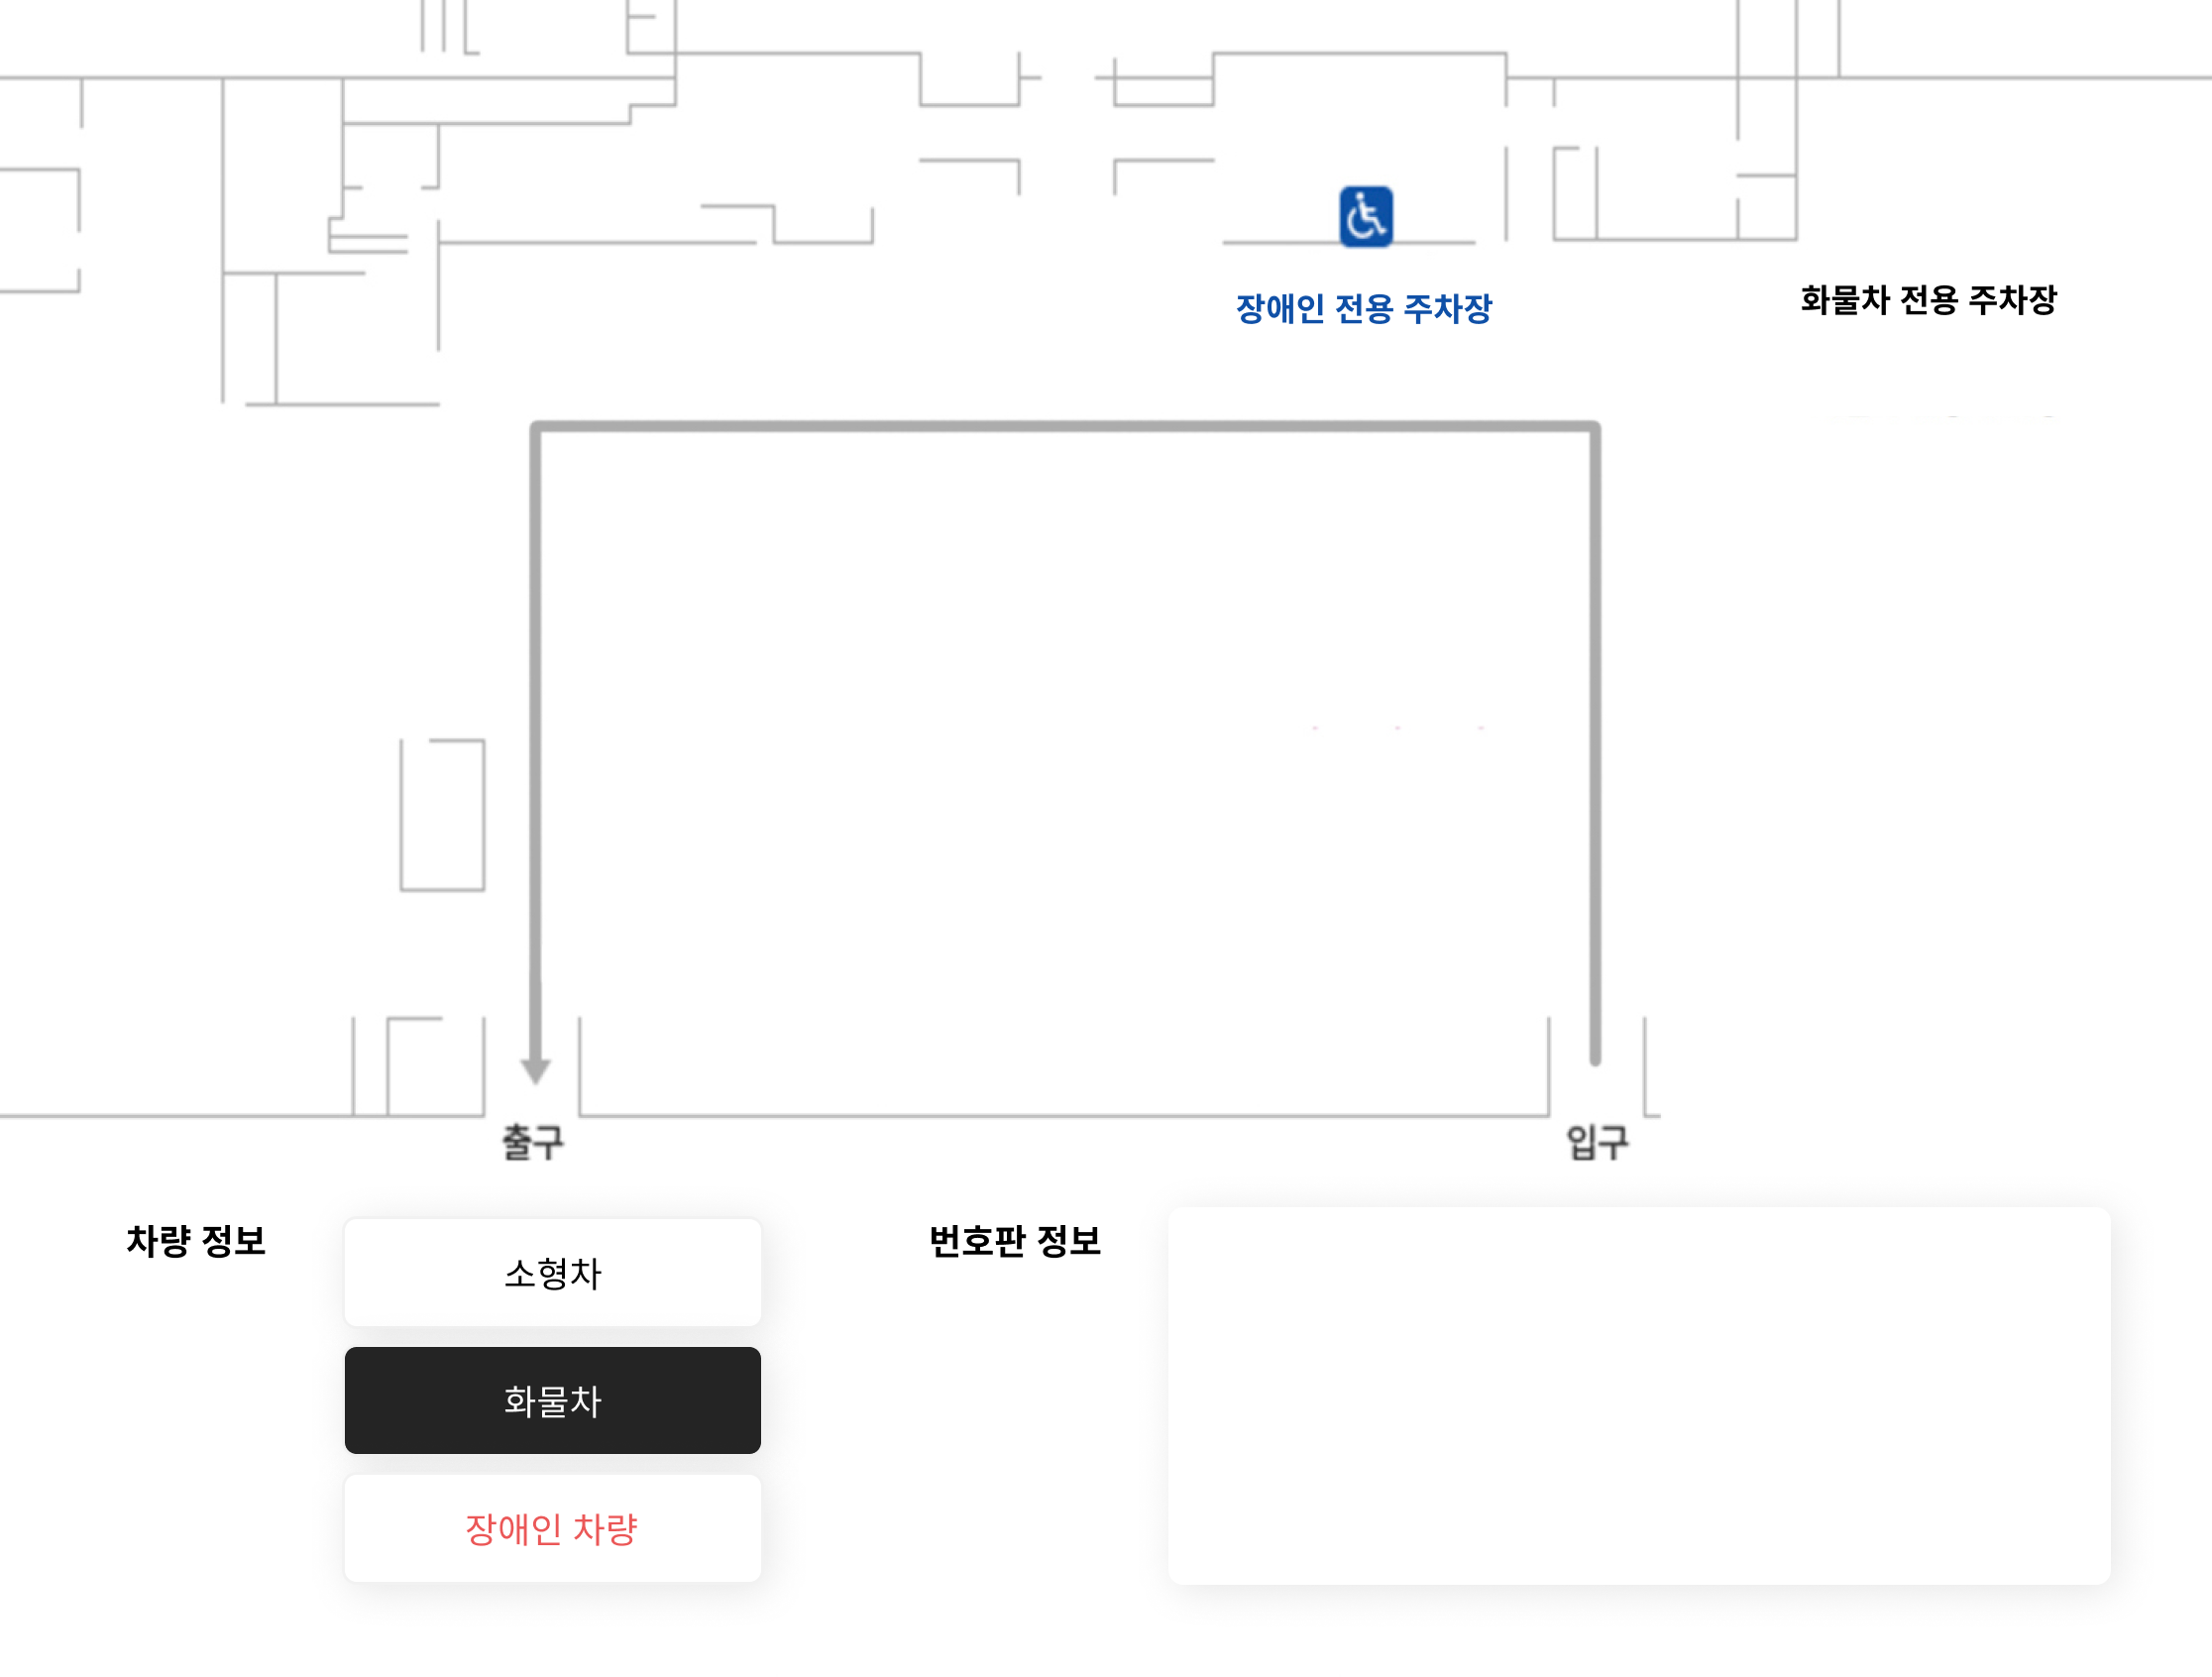 장애인 전용 주차장
화물차 전용 주차장
출구
입구
차량 정보
소형차
화물차
장애인 차량
번호판 정보